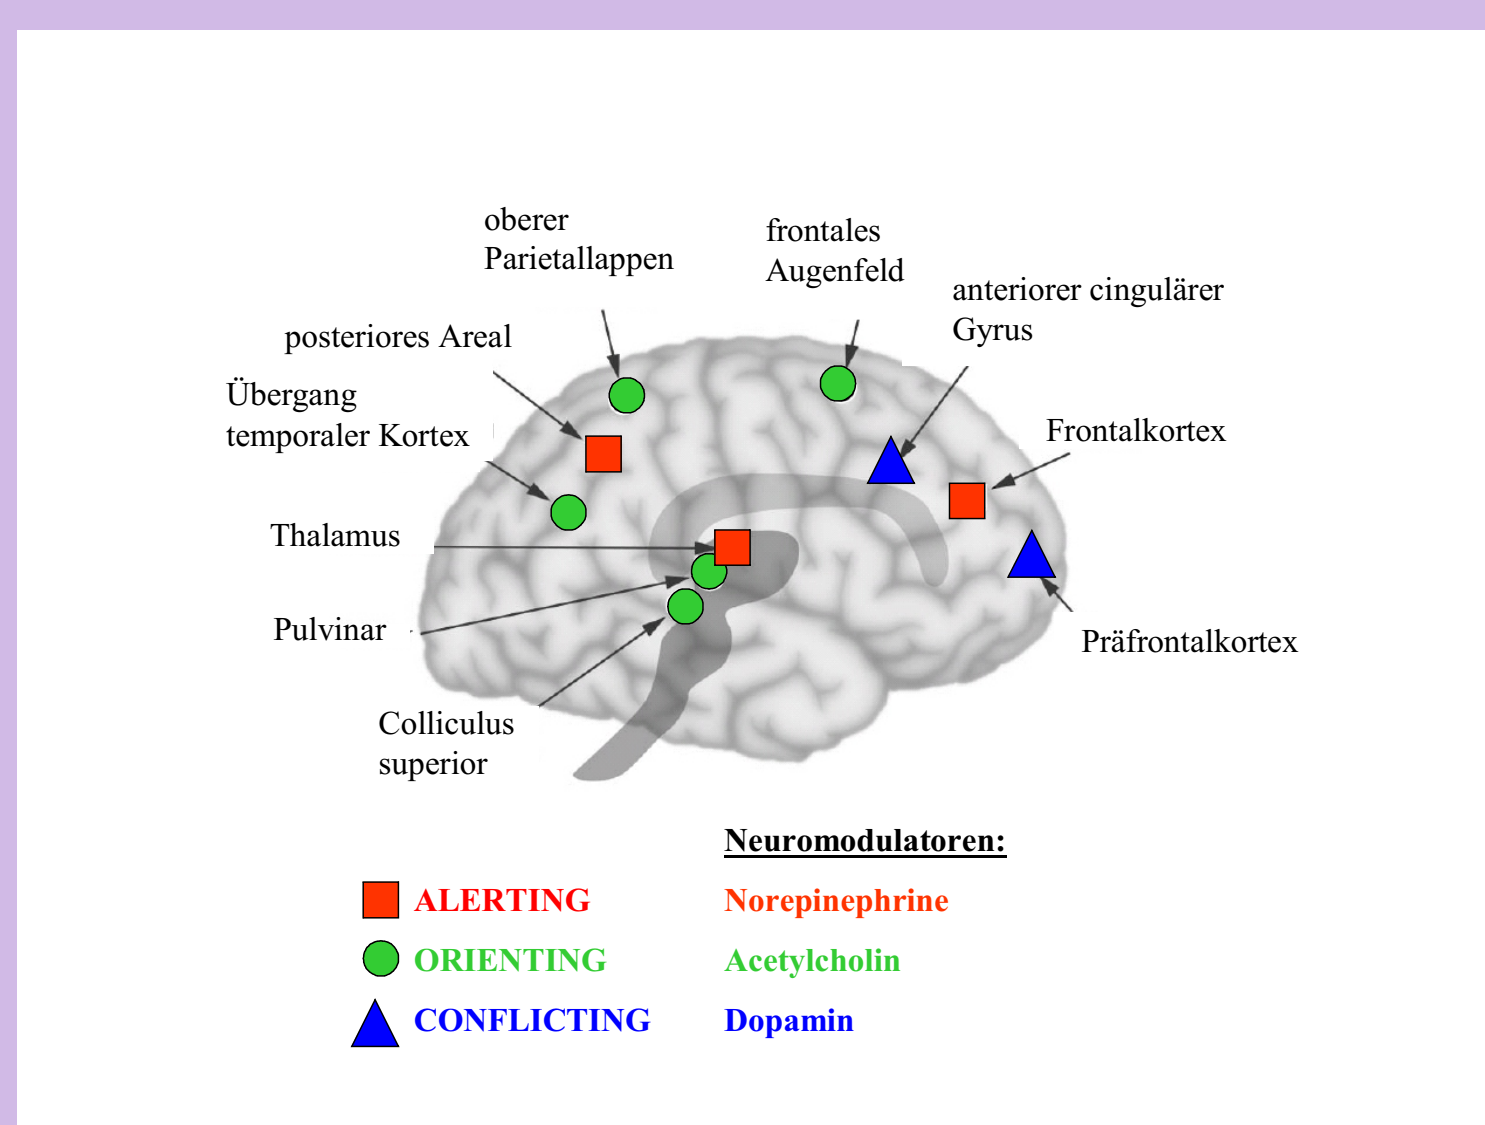 oberer
Parietallappen
frontales
Augenfeld
anteriorer cingulärer
Gyrus
posteriores Areal
Übergang
temporaler Kortex
Frontalkortex
Thalamus
Pulvinar
Präfrontalkortex
Colliculus
superior
Neuromodulatoren:
ALERTING Norepinephrine
ORIENTING Acetylcholin
CONFLICTING Dopamin